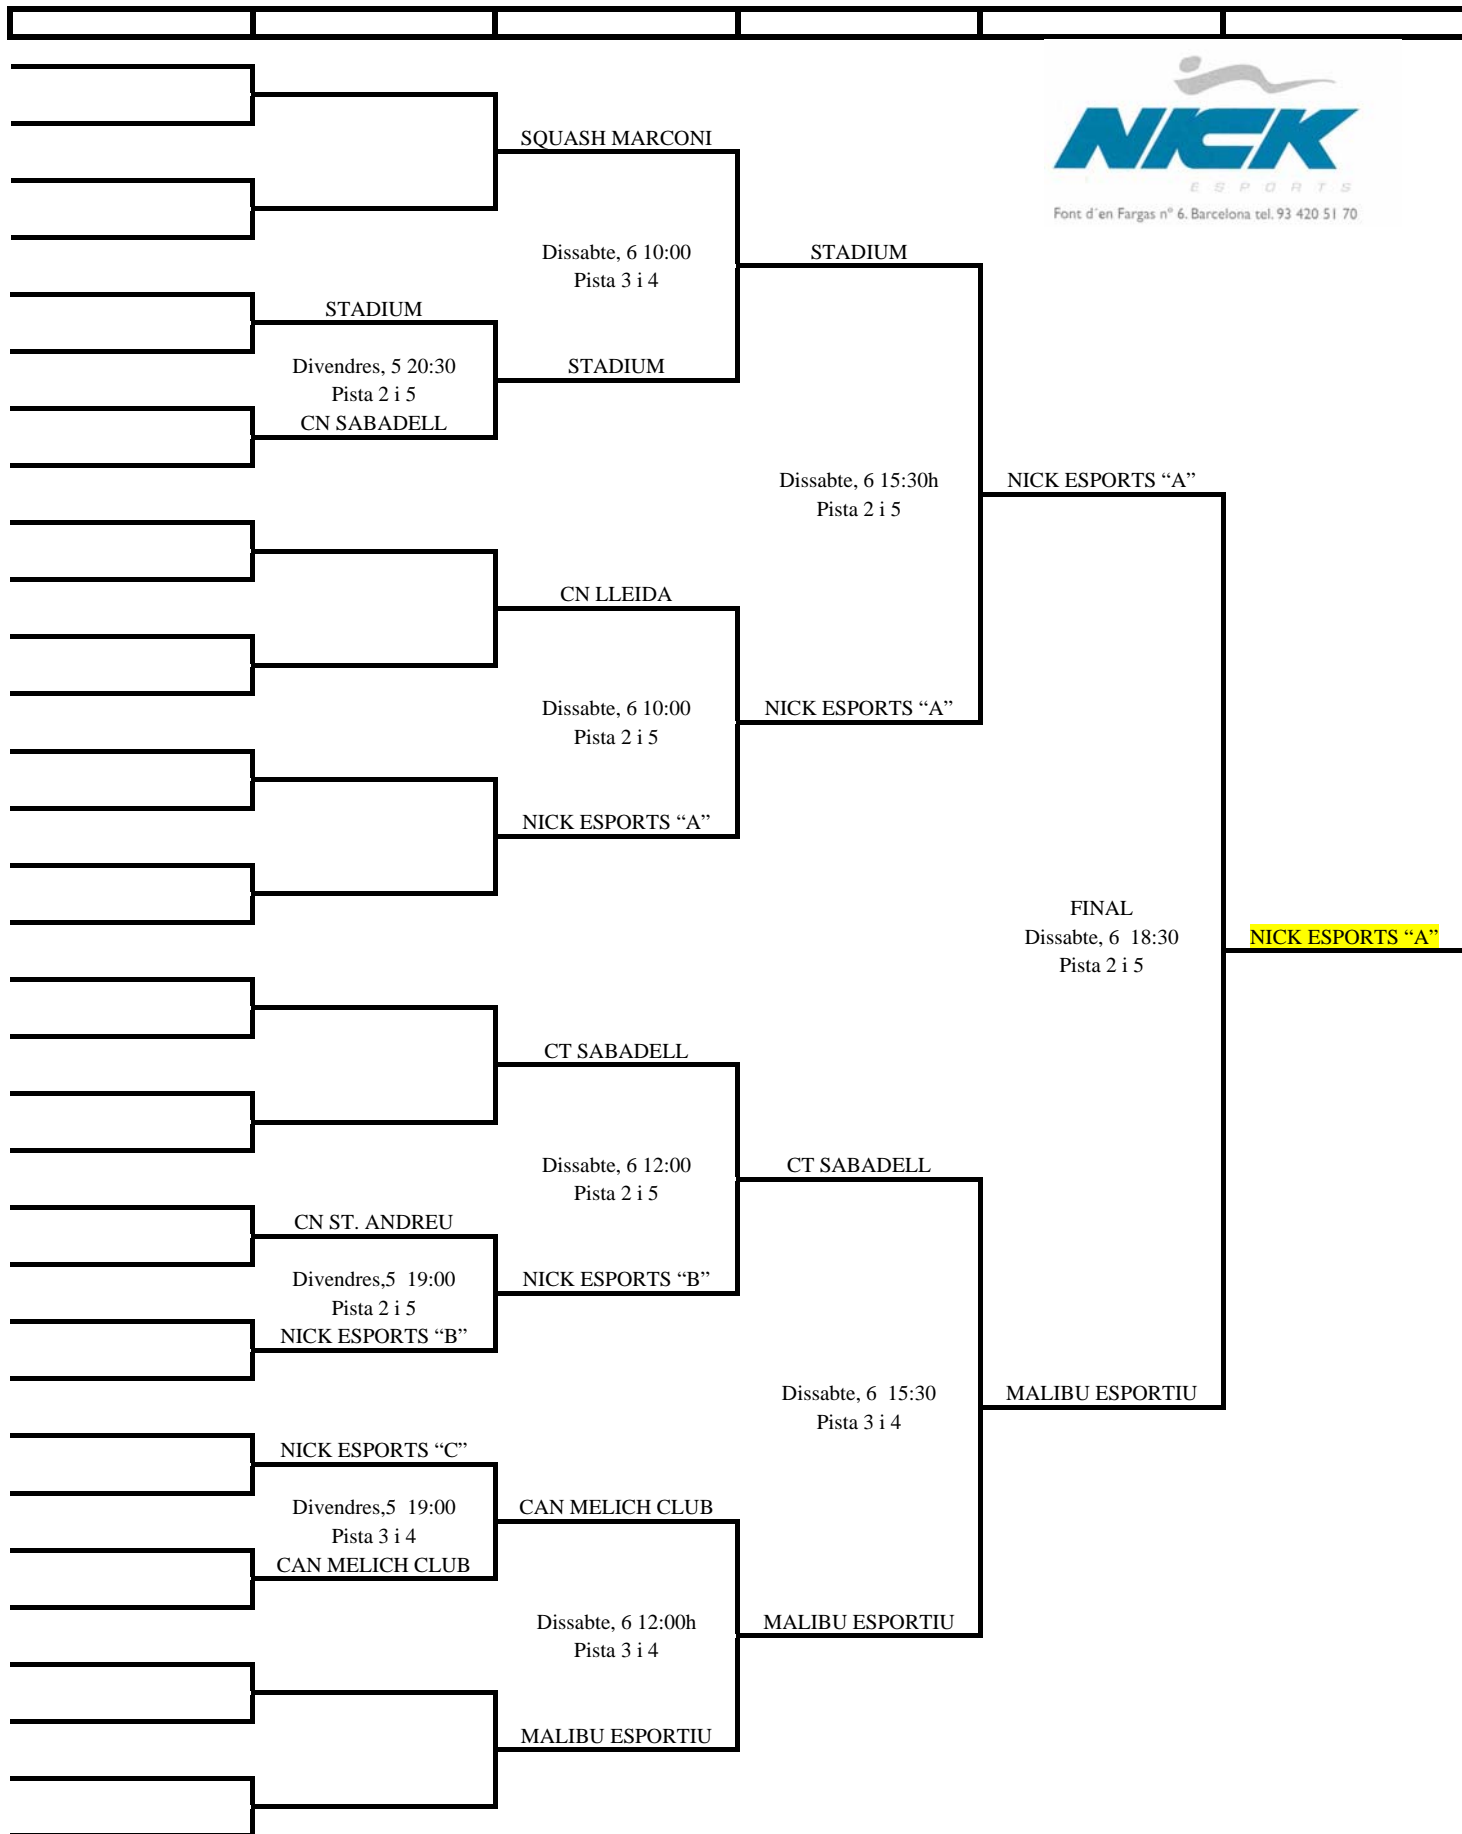 NICK
ESPORTS
Font d´en Fargas nº 6. Barcelona tel. 93 420 51 70
SQUASH MARCONI
Dissabte, 6 10:00
Pista 3 i 4
STADIUM
STADIUM
Divendres, 5 20:30
Pista 2 i 5
STADIUM
CN SABADELL
Dissabte, 6 15:30h
Pista 2 i 5
NICK ESPORTS “A”
CN LLEIDA
Dissabte, 6 10:00
Pista 2 i 5
NICK ESPORTS “A”
NICK ESPORTS “A”
FINAL
Dissabte, 6  18:30
Pista 2 i 5
NICK ESPORTS “A”
CT SABADELL
Dissabte, 6 12:00
Pista 2 i 5
CT SABADELL
CN ST. ANDREU
Divendres,5  19:00
Pista 2 i 5
NICK ESPORTS “B”
NICK ESPORTS “B”
Dissabte, 6  15:30
Pista 3 i 4
MALIBU ESPORTIU
NICK ESPORTS “C”
Divendres,5  19:00
Pista 3 i 4
CAN MELICH CLUB
CAN MELICH CLUB
Dissabte, 6 12:00h
Pista 3 i 4
MALIBU ESPORTIU
MALIBU ESPORTIU